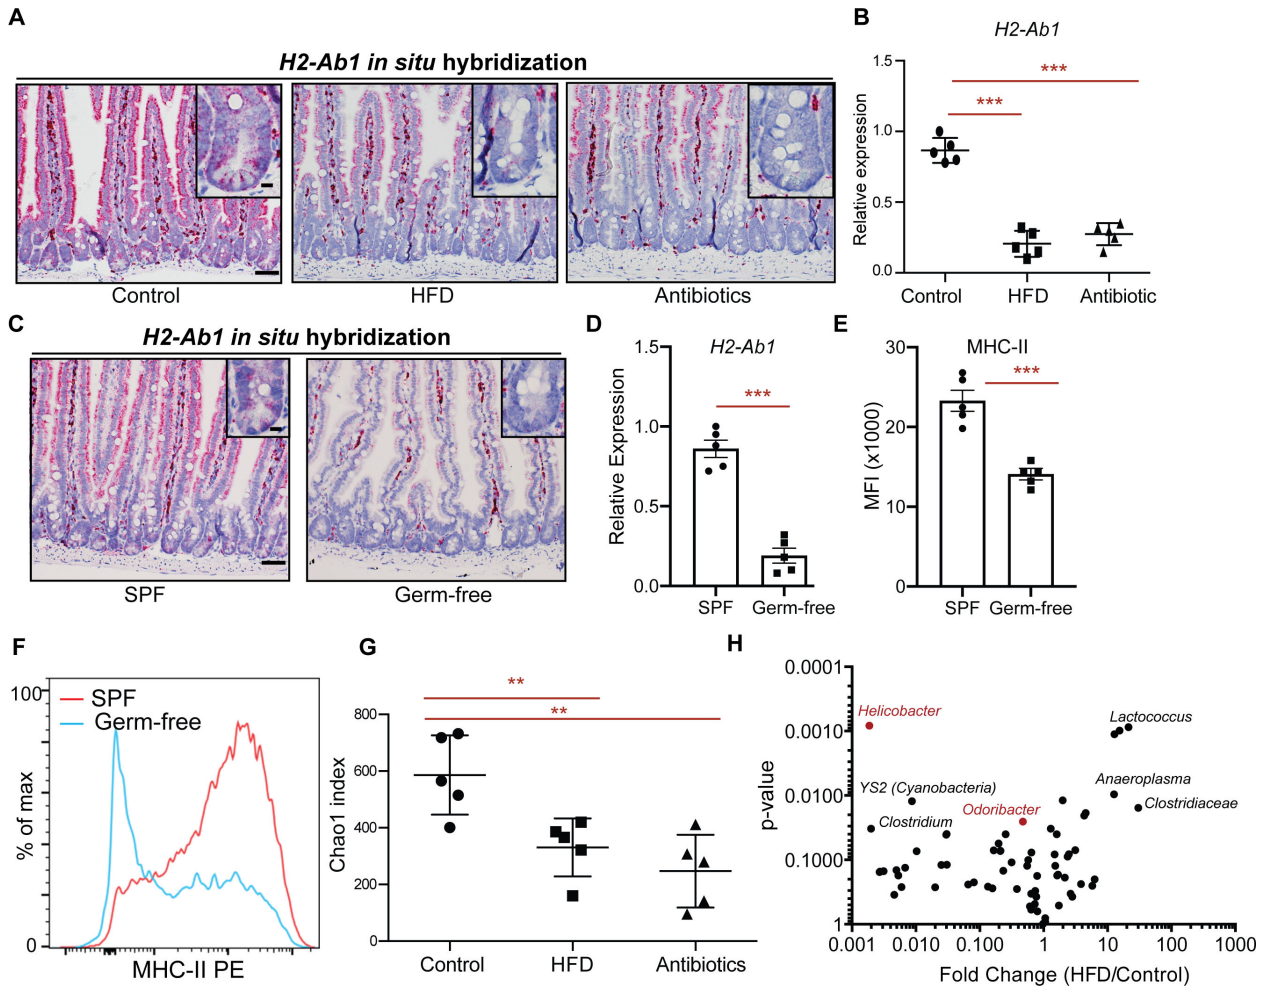 A
H2-Ab1 in situ hybridization
Control
HFD
Antibiotics
B
H2-Ab1
Relative expression
1.5
1.0
0.5
0.0
***
***
Control
HFD
Antibiotic
C
H2-Ab1 in situ hybridization
SPF
Germ-free
D
H2-Ab1
Relative Expression
1.5
1.0
0.5
0.0
***
SPF
Germ-free
E
MHC-II
MFI (x1000)
30
20
10
0
***
SPF
Germ-free
F
% of max
100
0
SPF
Germ-free
MHC-II PE
G
Chao1 index
800
600
400
200
0
**
**
Control
HFD
Antibiotics
H
p-value
0.0001
0.0010
0.0100
0.1000
1
Helicobacter
Lactococcus
YS2 (Cyanobacteria)
Anaeroplasma
Odoribacter
Clostridiaceae
Clostridium
0.001
0.010
0.100
1
10
100
1000
Fold Change (HFD/Control)